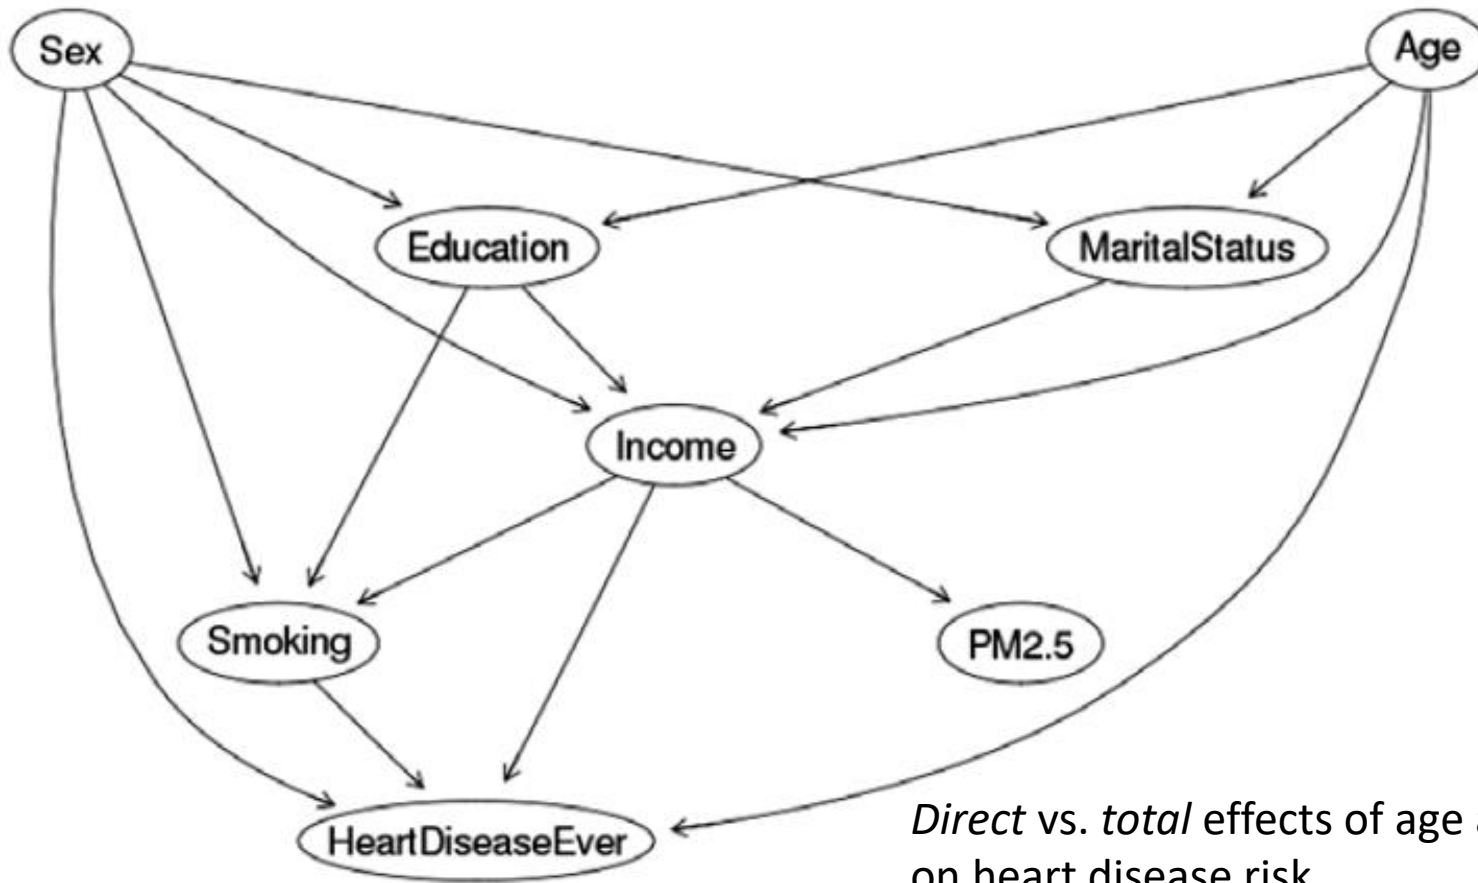 Sex
Age
Education
MaritalStatus
Income
Smoking
PM2.5
HeartDiseaseEver
Direct vs. total effects of age
on heart disease risk